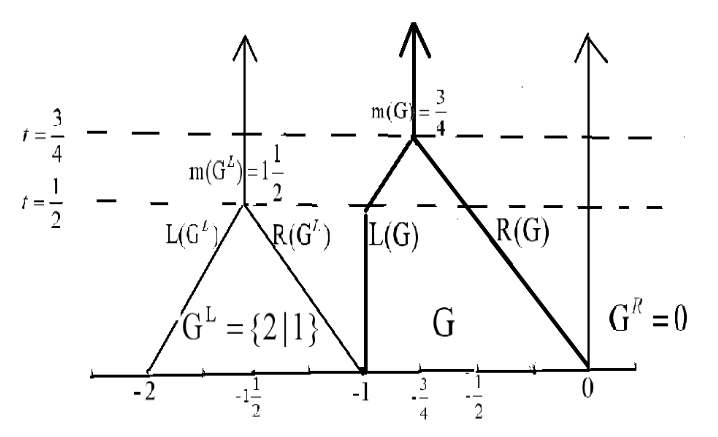 m(G)=3/4
t=3/4
m(G^L)=1 1/2
t=1/2
L(G^L) R(G^L) L(G) R(G)
G^L={2|1} G G^R=0
-2 -1 1/2 -1 -3/4 -1/2 0